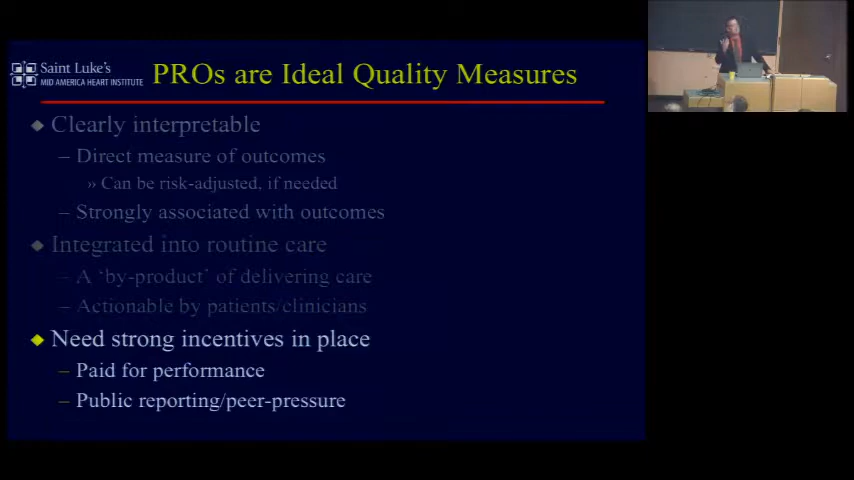 Saint Luke's
MID AMERICA HEART INSTITUTE
PROs are Ideal Quality Measures
◆ Clearly interpretable
– Direct measure of outcomes
» Can be risk-adjusted, if needed
– Strongly associated with outcomes
◆ Integrated into routine care
– A 'by-product' of delivering care
– Actionable by patients/clinicians
◆ Need strong incentives in place
– Paid for performance
– Public reporting/peer-pressure